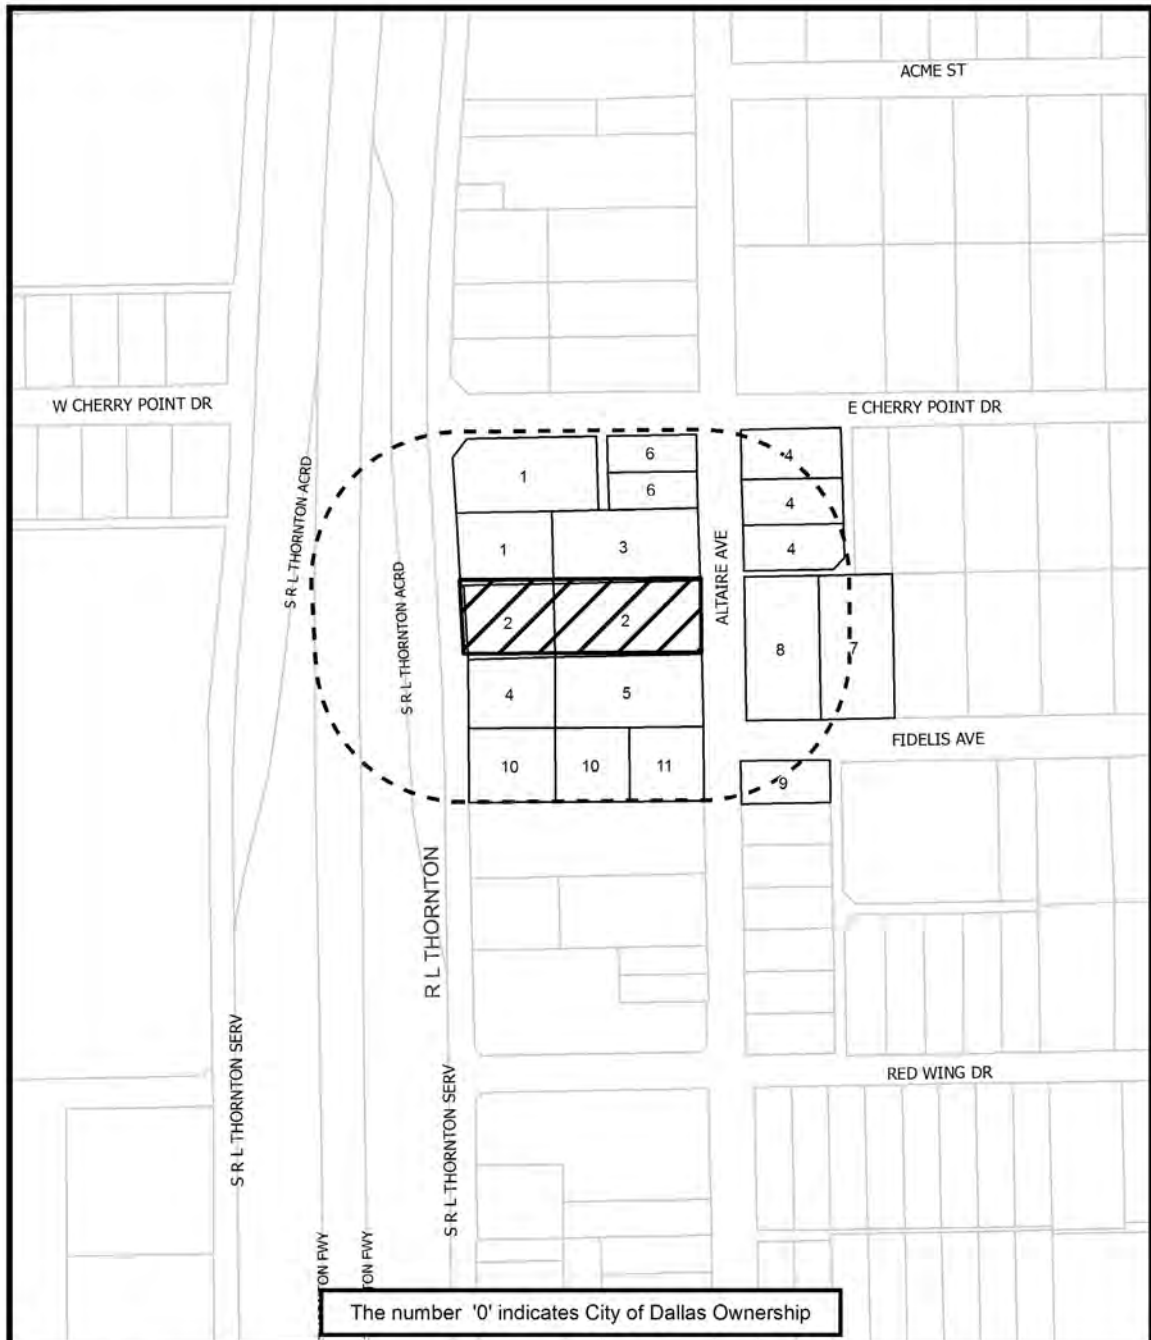 ACME ST
W CHERRY POINT DR
E CHERRY POINT DR
S R L THORNTON ACRD
S R L THORNTON ACRD
ALTAIRE AVE
1
6
6
4
4
4
1
3
2
2
8
7
4
5
10
10
11
9
FIDELIS AVE
R L THORNTON
RED WING DR
S R L THORNTON SERV
S R L THORNTON SERV
TON FWY
TON FWY
The number '0' indicates City of Dallas Ownership